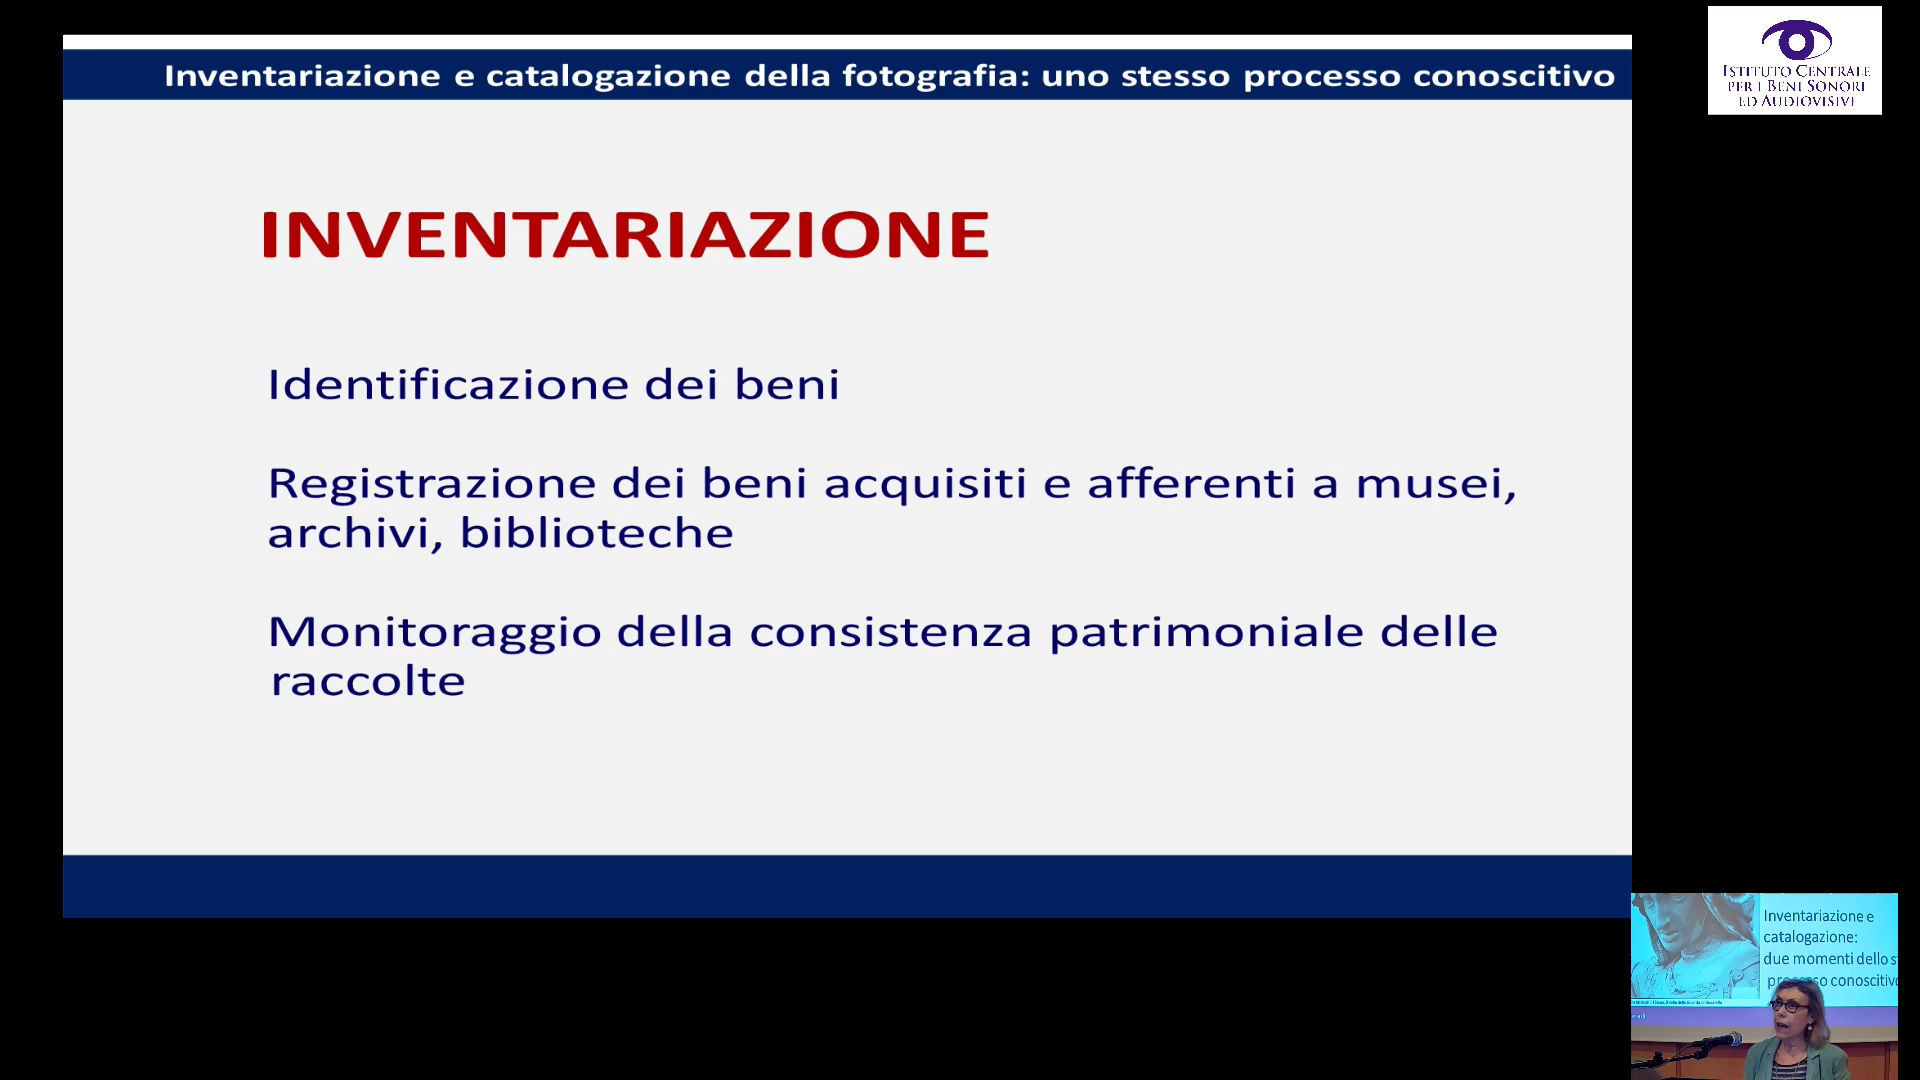 Inventariazione e catalogazione della fotografia: uno stesso processo conoscitivo
ISTITUTO CENTRALE
PER I BENI SONORI
ED AUDIOVISIVI
INVENTARIAZIONE
Identificazione dei beni
Registrazione dei beni acquisiti e afferenti a musei,
archivi, biblioteche
Monitoraggio della consistenza patrimoniale delle
raccolte
Inventariazione e
catalogazione:
due momenti dello s
processo conoscitivo